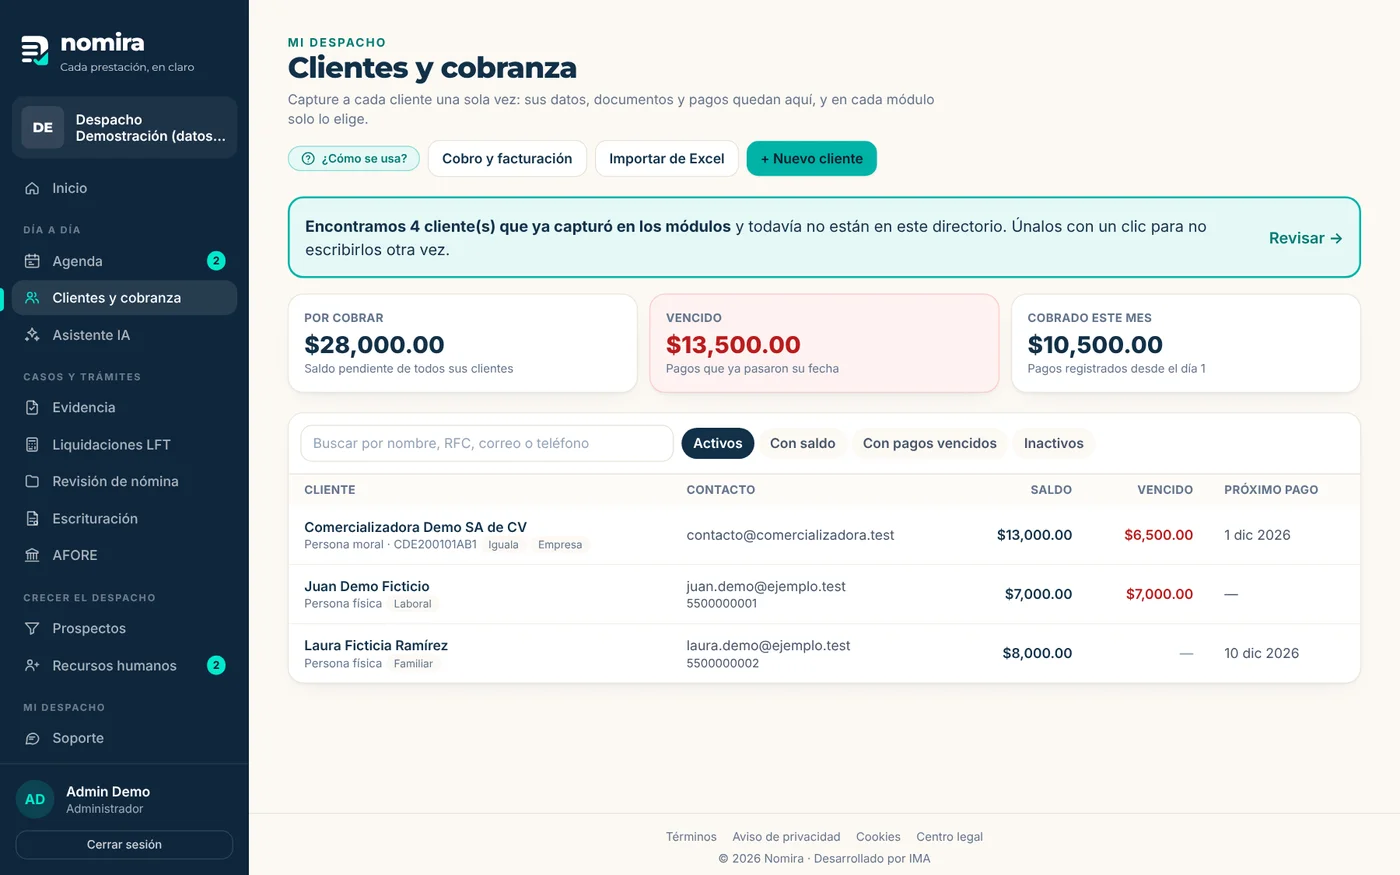 nomira
Cada prestación, en claro
DE
Despacho
Demostración (datos...
Inicio
DÍA A DÍA
Agenda
2
Clientes y cobranza
Asistente IA
CASOS Y TRÁMITES
Evidencia
Liquidaciones LFT
Revisión de nómina
Escrituración
AFORE
CRECER EL DESPACHO
Prospectos
Recursos humanos
2
MI DESPACHO
Soporte
AD
Admin Demo
Administrador
Cerrar sesión
MI DESPACHO
Clientes y cobranza
Capture a cada cliente una sola vez: sus datos, documentos y pagos quedan aquí, y en cada módulo
solo lo elige.
¿Cómo se usa?
Cobro y facturación
Importar de Excel
+ Nuevo cliente
Encontramos 4 cliente(s) que ya capturó en los módulos y todavía no están en este directorio. Únalos con un clic para no
escribirlos otra vez.
Revisar →
POR COBRAR
$28,000.00
Saldo pendiente de todos sus clientes
VENCIDO
$13,500.00
Pagos que ya pasaron su fecha
COBRADO ESTE MES
$10,500.00
Pagos registrados desde el día 1
Buscar por nombre, RFC, correo o teléfono
Activos
Con saldo
Con pagos vencidos
Inactivos
CLIENTE CONTACTO SALDO VENCIDO PRÓXIMO PAGO
Comercializadora Demo SA de CV
Persona moral · CDE200101AB1 Iguala Empresa
contacto@comercializadora.test
$13,000.00 $6,500.00 1 dic 2026
Juan Demo Ficticio
Persona física Laboral
juan.demo@ejemplo.test
5500000001
$7,000.00 $7,000.00 —
Laura Ficticia Ramírez
Persona física Familiar
laura.demo@ejemplo.test
5500000002
$8,000.00 — 10 dic 2026
Términos Aviso de privacidad Cookies Centro legal
© 2026 Nomira · Desarrollado por IMA